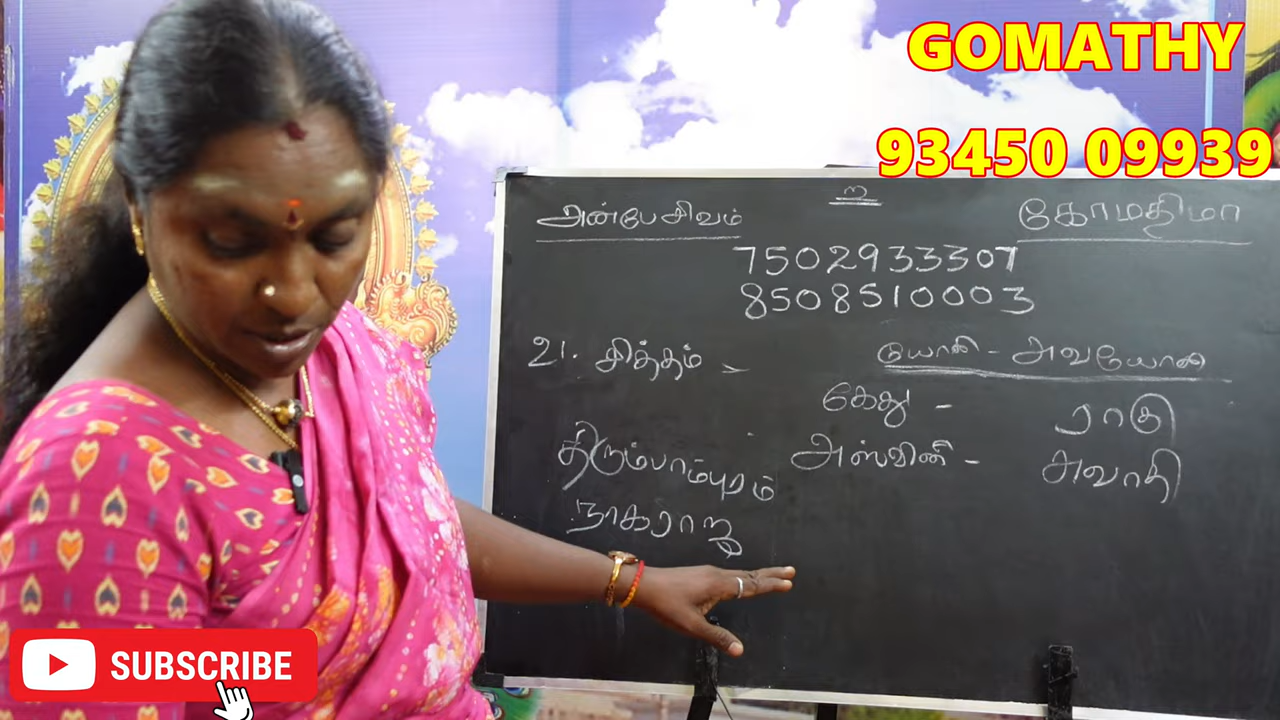 GOMATHY
93450 09939
உ
அன்பே சிவம்
கோமதிமா
7502933307
8508510003
21. சித்தம் -
யோகி - அவயோகி
கேது - ராகு
அஸ்வினி - சுவாதி
திரும்பாம்புரம்
நாகராஜ
SUBSCRIBE